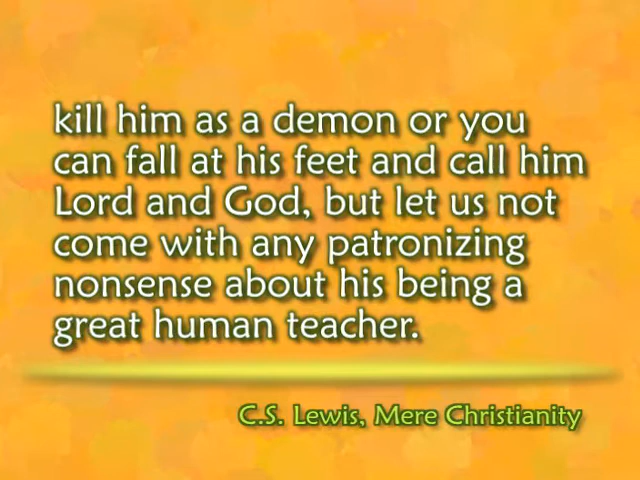 kill him as a demon or you
can fall at his feet and call him
Lord and God, but let us not
come with any patronizing
nonsense about his being a
great human teacher.
C.S. Lewis, Mere Christianity